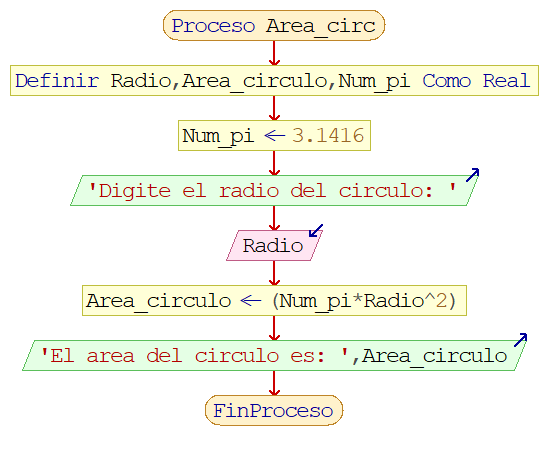 Proceso Area_circ
Definir Radio,Area_circulo,Num_pi Como Real
Num_pi ← 3.1416
'Digite el radio del circulo: '
Radio
Area_circulo ← (Num_pi*Radio^2)
'El area del circulo es: ',Area_circulo
FinProceso